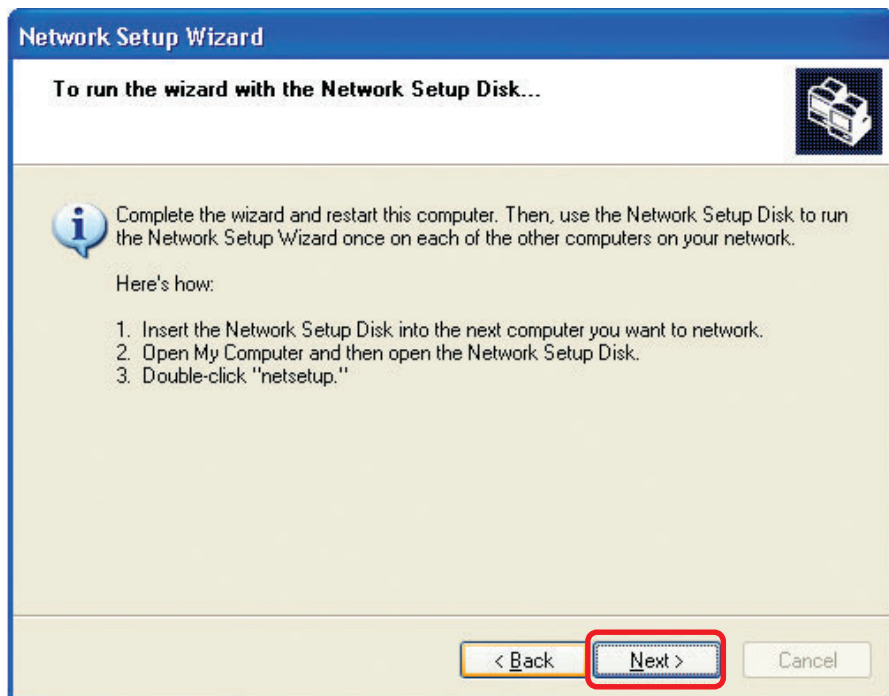 Network Setup Wizard
To run the wizard with the Network Setup Disk...
Complete the wizard and restart this computer. Then, use the Network Setup Disk to run
the Network Setup Wizard once on each of the other computers on your network.
Here's how:
1. Insert the Network Setup Disk into the next computer you want to network.
2. Open My Computer and then open the Network Setup Disk.
3. Double-click "netsetup."
< Back
Next >
Cancel